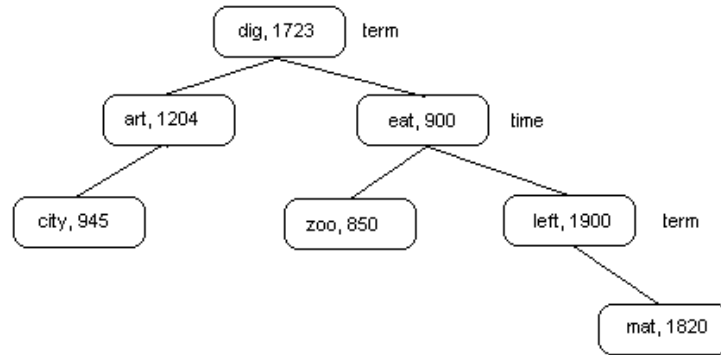 dig, 1723 term
art, 1204 eat, 900 time
city, 945 zoo, 850 left, 1900 term
mat, 1820